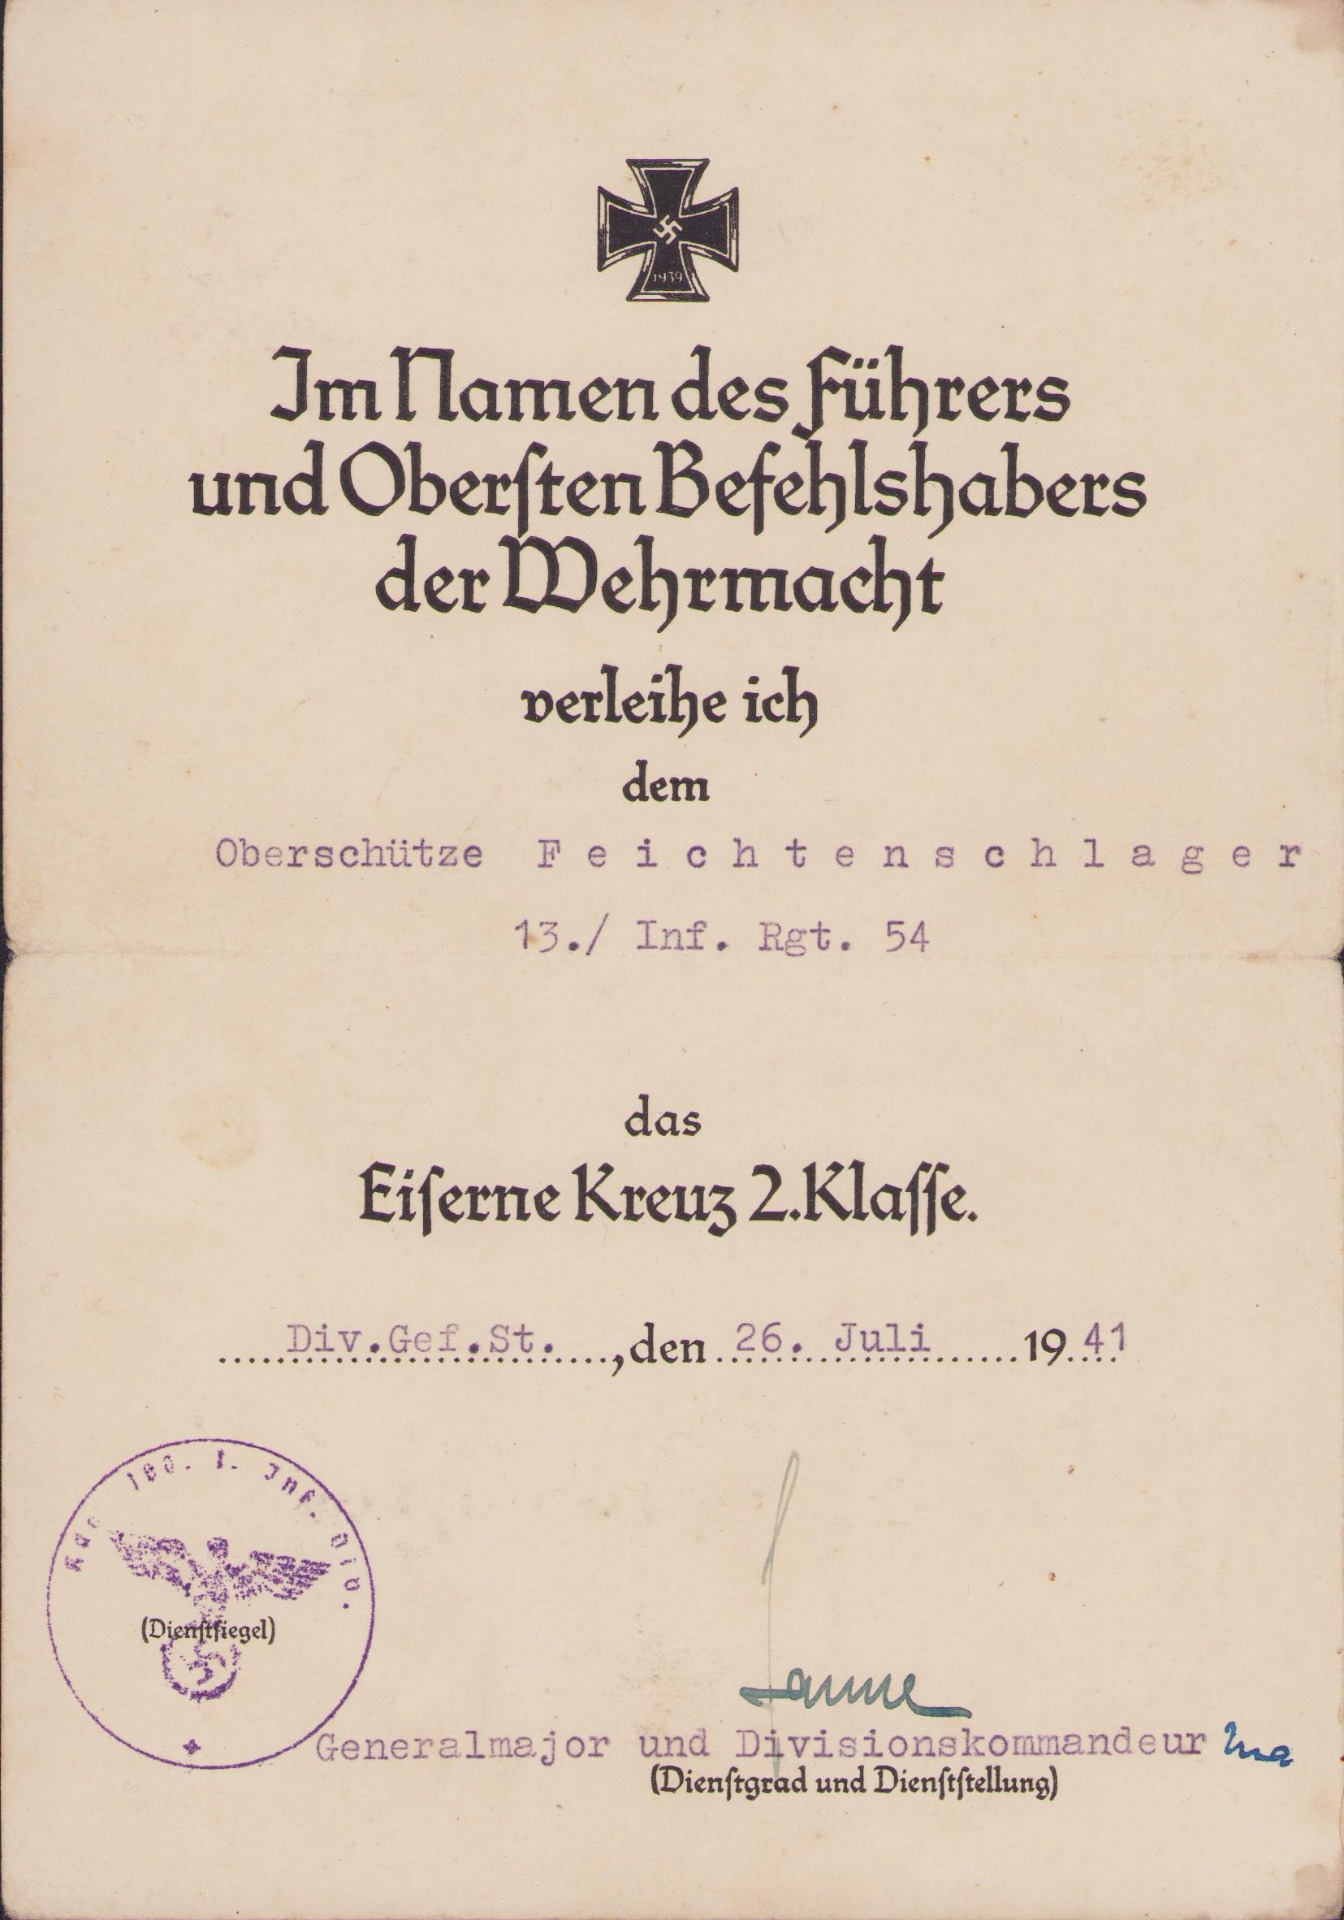 1939
Im Namen des Führers
und Oberſten Befehlshabers
der Wehrmacht
verleihe ich
dem
Oberschütze F e i c h t e n s c h l a g e r
13./ Inf. Rgt. 54
das
Eiſerne Kreuz 2. Klaſſe.
Div.Gef.St. , den 26. Juli 1941
100. l. Inf. Div.
(Dienſtſiegel)
Generalmajor und Divisionskommandeur
(Dienſtgrad und Dienſtſtellung)